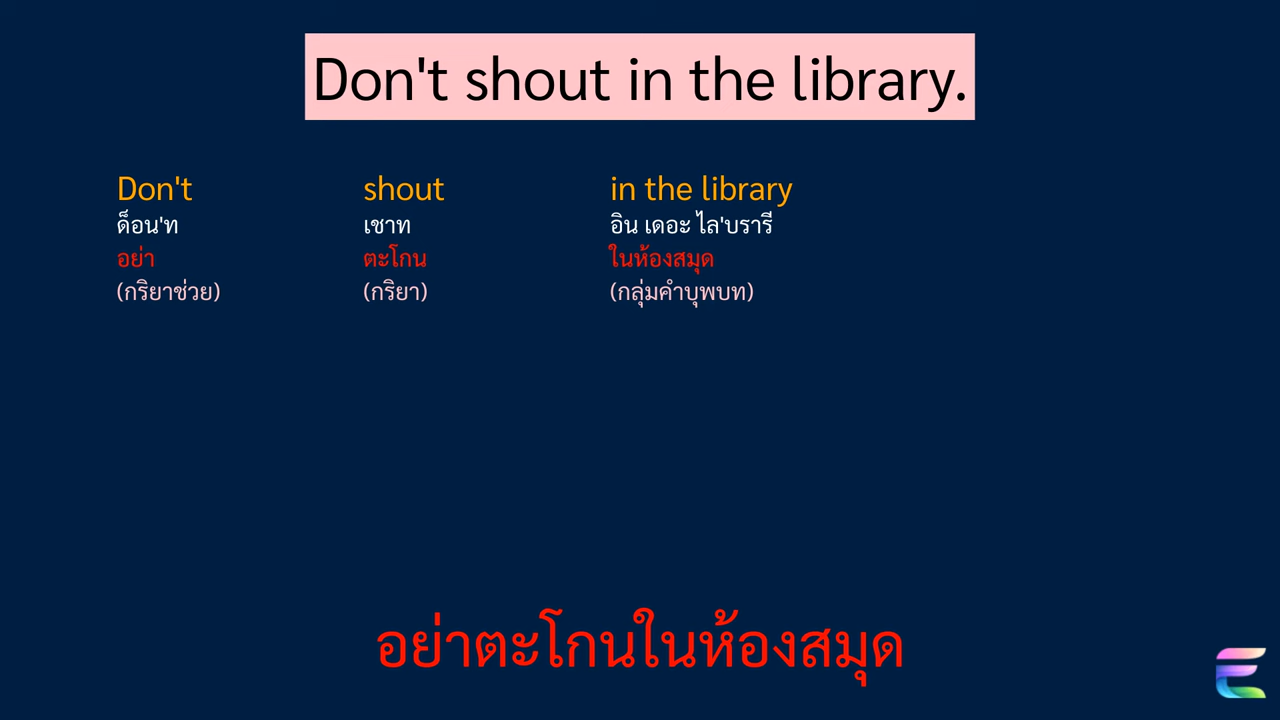 Don't shout in the library.
Don't shout in the library
ด็อน'ท เชาท อิน เดอะ ไล'บรารี
อย่า ตะโกน ในห้องสมุด
(กริยาช่วย) (กริยา) (กลุ่มคำบุพบท)
อย่าตะโกนในห้องสมุด